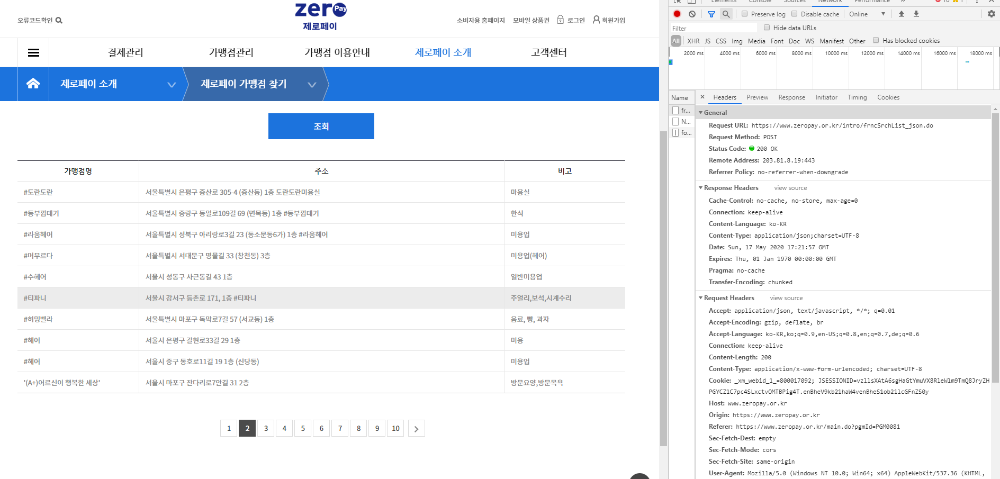 zero Pay
제로페이
오류코드확인
소비자용 홈페이지 모바일 상품권 로그인 회원가입
결제관리 가맹점관리 가맹점 이용안내 제로페이 소개 고객센터
제로페이 소개 제로페이 가맹점 찾기
조회
가맹점명 주소 비고
#도란도란 서울특별시 은평구 증산로 305-4 (증산동) 1층 도란도란미용실 마용실
#동부껍데기 서울특별시 중랑구 동일로109길 69 (면목동) 1층 #동부껍데기 한식
#라움헤어 서울특별시 성북구 아리랑로3길 23 (동소문동6가) 1층 #라움헤어 미용업
#머무르다 서울특별시 서대문구 명물길 33 (창천동) 3층 미용업(헤어)
#수헤어 서울시 성동구 사근동길 43 1층 일반미용업
#티파니 서울시 강서구 등촌로 171, 1층 #티파니 주얼리,보석,시계수리
#허밍벨라 서울특별시 마포구 독막로7길 57 (서교동) 1층 음료, 빵, 과자
#헤어 서울시 은평구 갈현로33길 29 1층 미용
#헤어 서울시 중구 동호로11길 19 1층 (신당동) 미용업
'(A+)어르신이 행복한 세상' 서울시 마포구 잔다리로7안길 31 2층 방문요양,방문목욕
1 2 3 4 5 6 7 8 9 10
Elements Console Sources Network Performance » 10 1
Preserve log Disable cache Online
Filter Hide data URLs
All XHR JS CSS Img Media Font Doc WS Manifest Other Has blocked cookies
2000 ms 4000 ms 6000 ms 8000 ms 10000 ms 12000 ms 14000 ms 16000 ms 18000 ms
Name × Headers Preview Response Initiator Timing Cookies
fr...
N...
fo...
General
Request URL: https://www.zeropay.or.kr/intro/frncSrchList_json.do
Request Method: POST
Status Code: 200 OK
Remote Address: 203.81.8.19:443
Referrer Policy: no-referrer-when-downgrade
Response Headers view source
Cache-Control: no-cache, no-store, max-age=0
Connection: keep-alive
Content-Language: ko-KR
Content-Type: application/json;charset=UTF-8
Date: Sun, 17 May 2020 17:21:57 GMT
Expires: Thu, 01 Jan 1970 00:00:00 GMT
Pragma: no-cache
Transfer-Encoding: chunked
Request Headers view source
Accept: application/json, text/javascript, */*; q=0.01
Accept-Encoding: gzip, deflate, br
Accept-Language: ko-KR,ko;q=0.9,en-US;q=0.8,en;q=0.7,de;q=0.6
Connection: keep-alive
Content-Length: 200
Content-Type: application/x-www-form-urlencoded; charset=UTF-8
Cookie: _xm_webid_1_=800017092; JSESSIONID=vzllsXAtA6sgHaGtYmuVX8RleWlm9TmQ8JryZH
PGYCZ1C7pc4SLxctvOMTBPig4T.enBheV9kb21haW4venBheS1ob21lcGFnZS0y
Host: www.zeropay.or.kr
Origin: https://www.zeropay.or.kr
Referer: https://www.zeropay.or.kr/main.do?pgmId=PGM0081
Sec-Fetch-Dest: empty
Sec-Fetch-Mode: cors
Sec-Fetch-Site: same-origin
User-Agent: Mozilla/5.0 (Windows NT 10.0; Win64; x64) AppleWebKit/537.36 (KHTML,